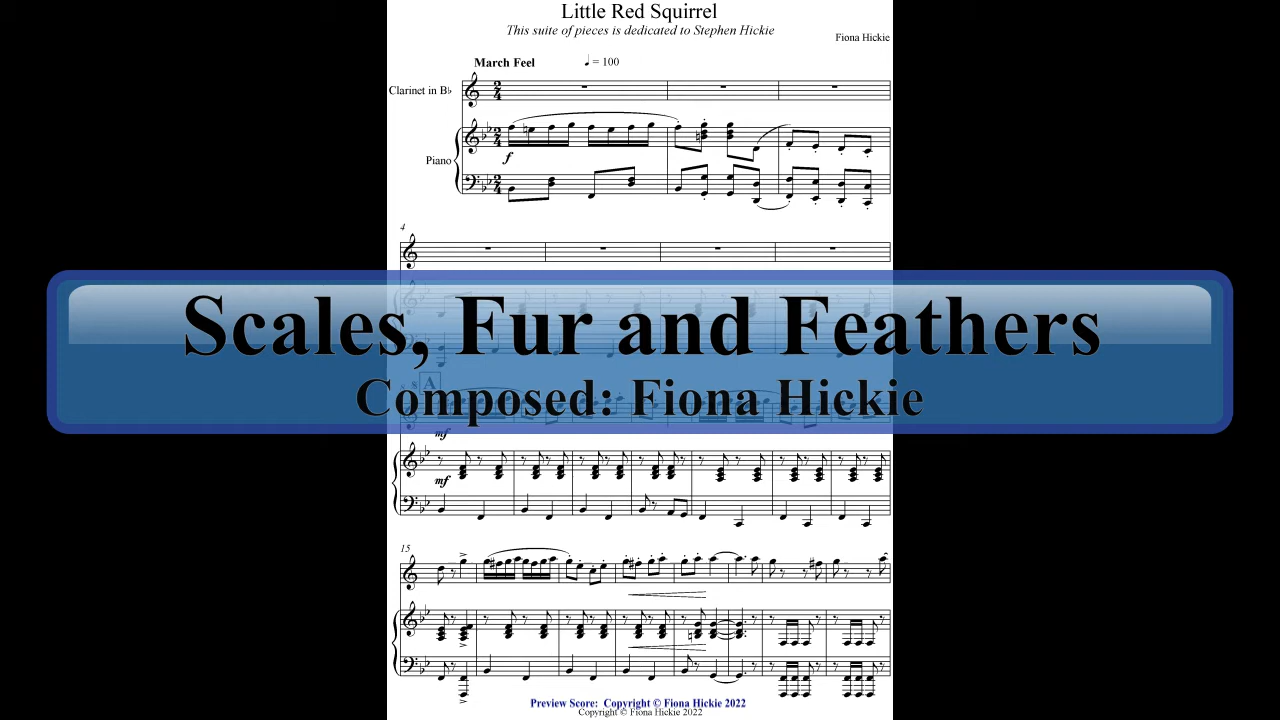 Little Red Squirrel
This suite of pieces is dedicated to Stephen Hickie
Fiona Hickie
March Feel ♩ = 100
Clarinet in B♭
Piano
f
4
Scales, Fur and Feathers
A
Composed: Fiona Hickie
mf
mf
15
Preview Score: Copyright © Fiona Hickie 2022
Copyright © Fiona Hickie 2022